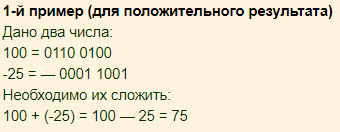 1-й пример (для положительного результата)
Дано два числа:
100 = 0110 0100
-25 = — 0001 1001
Необходимо их сложить:
100 + (-25) = 100 — 25 = 75